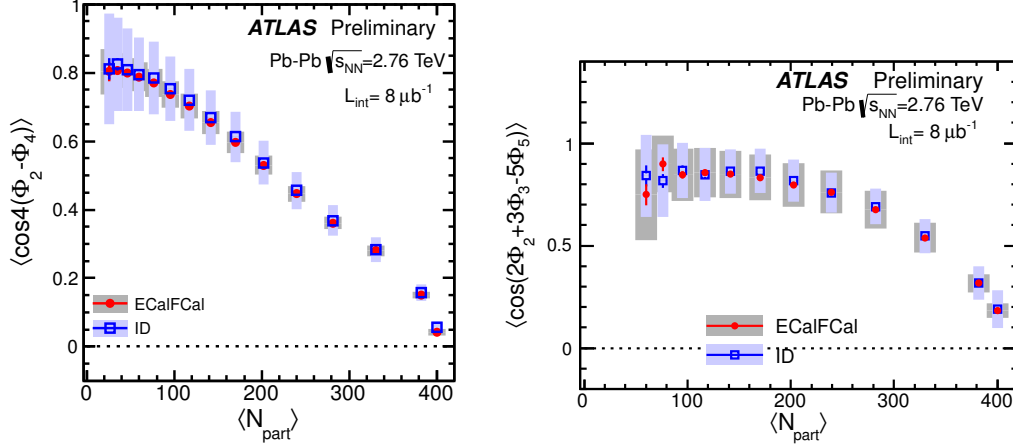 ATLAS Preliminary
Pb-Pb √sNN=2.76 TeV
Lint= 8 μb-1
⟨cos4(Φ2 -Φ4)⟩
1
0.8
0.6
0.4
0.2
0
ECalFCal
ID
0 100 200 300 400
⟨Npart⟩
ATLAS Preliminary
Pb-Pb √sNN=2.76 TeV
Lint= 8 μb-1
⟨cos(2Φ2+3Φ3-5Φ5)⟩
1
0.5
0
ECalFCal
ID
0 100 200 300 400
⟨Npart⟩